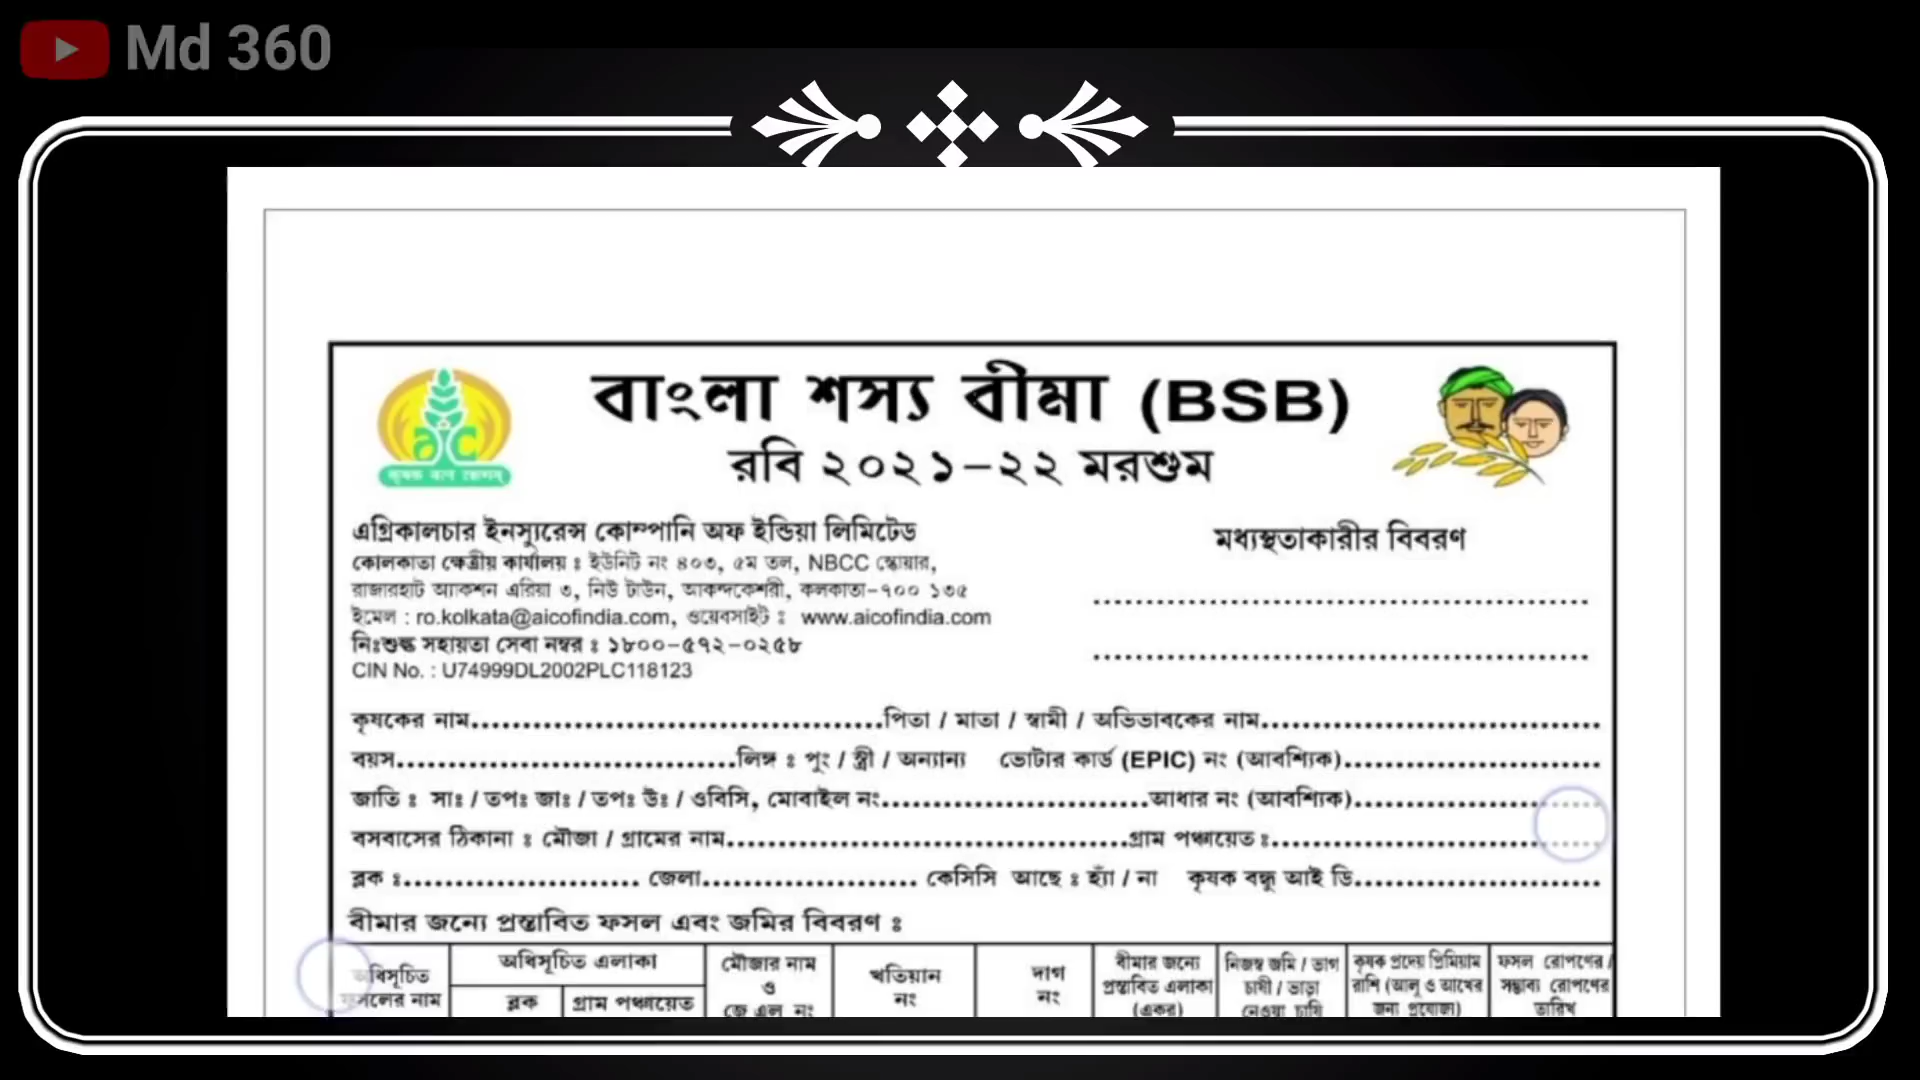 Md 360
বাংলা শস্য বীমা (BSB)
রবি ২০২১-২২ মরশুম
এগ্রিকালচার ইনস্যুরেন্স কোম্পানি অফ ইন্ডিয়া লিমিটেড
কোলকাতা ক্ষেত্রীয় কার্যালয় ঃ ইউনিট নং ৪০৩, ৫ম তল, NBCC স্কোয়ার,
রাজারহাট অ্যাকশন এরিয়া ৩, নিউ টাউন, আকন্দকেশরী, কলকাতা-৭০০ ১৩৫
ইমেল : ro.kolkata@aicofindia.com, ওয়েবসাইট ঃ www.aicofindia.com
নিঃশুল্ক সহায়তা সেবা নম্বর ঃ ১৮০০-৫৭২-০২৫৮
CIN No. : U74999DL2002PLC118123
মধ্যস্থতাকারীর বিবরণ
কৃষকের নাম.......................................পিতা / মাতা / স্বামী / অভিভাবকের নাম.................................
বয়স.................................লিঙ্গ ঃ পুং / স্ত্রী / অন্যান্য ভোটার কার্ড (EPIC) নং (আবশ্যিক).........................
জাতি ঃ সাঃ / তপঃ জাঃ / তপঃ উঃ / ওবিসি, মোবাইল নং..........................আধার নং (আবশ্যিক).........................
বসবাসের ঠিকানা ঃ মৌজা / গ্রামের নাম.......................................গ্রাম পঞ্চায়েত ঃ.................................
ব্লক ঃ....................... জেলা..................... কেসিসি আছে ঃ হ্যাঁ / না কৃষক বন্ধু আই ডি.........................
বীমার জন্যে প্রস্তাবিত ফসল এবং জমির বিবরণ ঃ
অধিসূচিত
ফসলের নাম
অধিসূচিত এলাকা
ব্লক
গ্রাম পঞ্চায়েত
মৌজার নাম
ও
জে এল নং
খতিয়ান
নং
দাগ
নং
বীমার জন্যে
প্রস্তাবিত এলাকা
(একর)
নিজস্ব জমি / ভাগ
চাষী / ভাড়া
নেওয়া চাষি
কৃষক প্রদেয় প্রিমিয়াম
রাশি (আলু ও আখের
জন্য প্রযোজ্য)
ফসল রোপণের /
সম্ভাব্য রোপণের
তারিখ